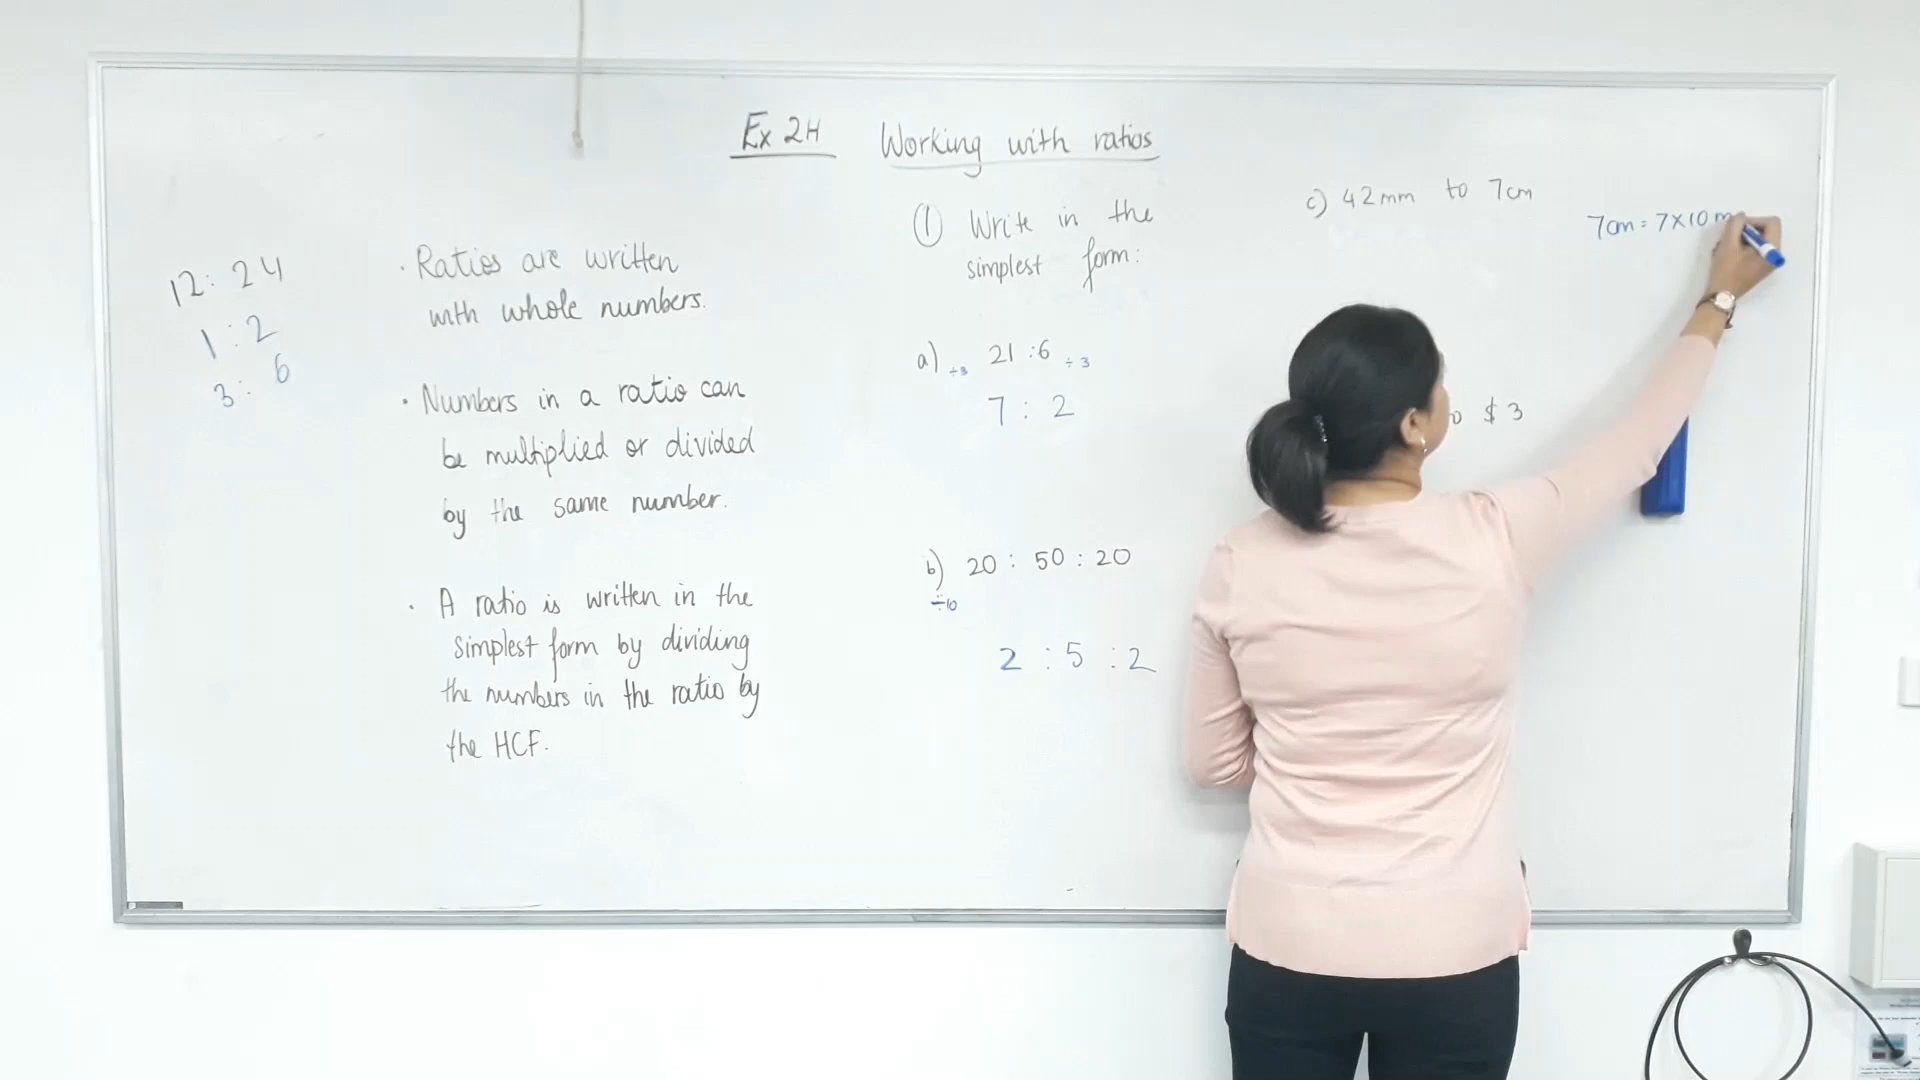 Ex 2H Working with ratios
12 : 24
1 : 2
3 : 6
· Ratios are written
with whole numbers.
· Numbers in a ratio can
be multiplied or divided
by the same number.
· A ratio is written in the
simplest form by dividing
the numbers in the ratio by
the HCF.
① Write in the
simplest form:
a) ÷3 21 : 6 ÷3
7 : 2
b) 20 : 50 : 20
÷10
2 : 5 : 2
c) 42mm to 7cm
7cm = 7×10
$3